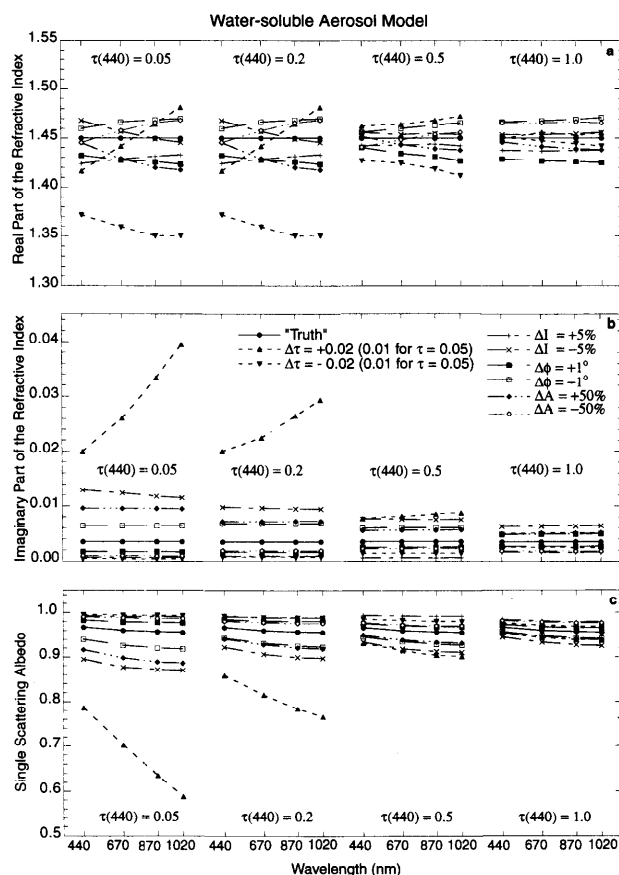 Water-soluble Aerosol Model
Real Part of the Refractive Index
1.55
1.50
1.45
1.40
1.35
1.30
a
τ(440) = 0.05
τ(440) = 0.2
τ(440) = 0.5
τ(440) = 1.0
Imaginary Part of the Refractive Index
0.04
0.03
0.02
0.01
0.00
b
"Truth"
Δτ = +0.02 (0.01 for τ = 0.05)
Δτ = - 0.02 (0.01 for τ = 0.05)
ΔI = +5%
ΔI = −5%
Δϕ = +1°
Δϕ = −1°
ΔA = +50%
ΔA = −50%
τ(440) = 0.05
τ(440) = 0.2
τ(440) = 0.5
τ(440) = 1.0
Single Scattering Albedo
1.0
0.9
0.8
0.7
0.6
0.5
c
τ(440) = 0.05
τ(440) = 0.2
τ(440) = 0.5
τ(440) = 1.0
440 670 870 1020 440 670 870 1020 440 670 870 1020 440 670 870 1020
Wavelength (nm)